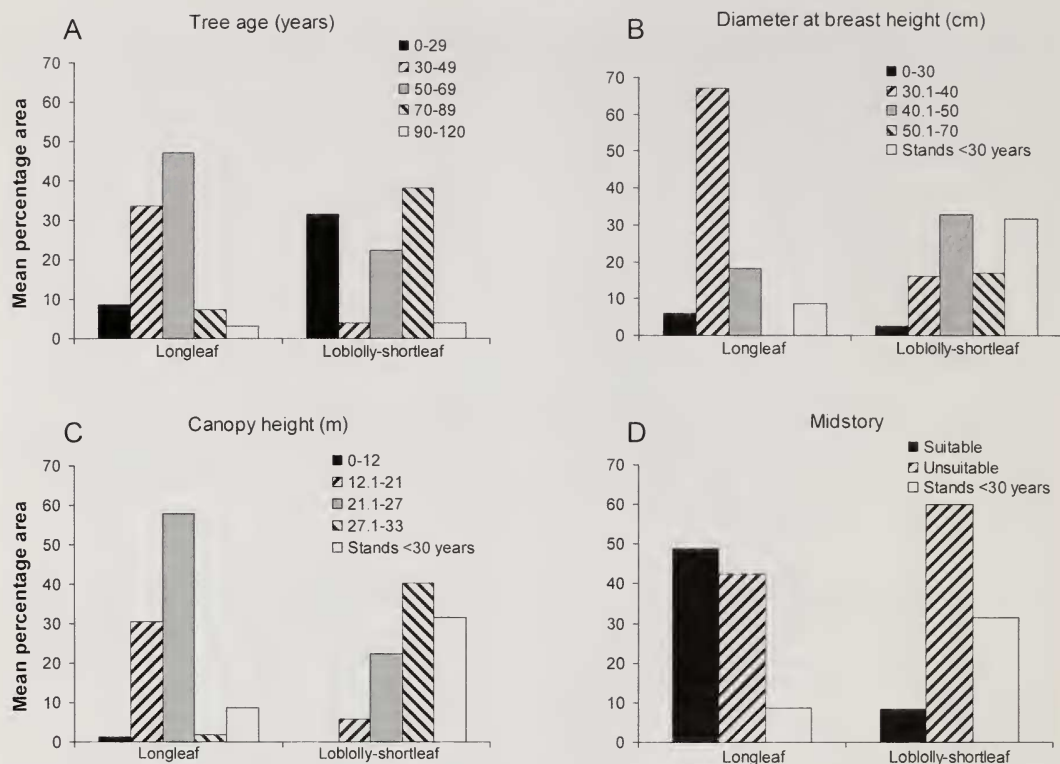 A
Tree age (years)
0-29
30-49
50-69
70-89
90-120
Mean percentage area
70
60
50
40
30
20
10
0
Longleaf
Loblolly-shortleaf
B
Diameter at breast height (cm)
0-30
30.1-40
40.1-50
50.1-70
Stands <30 years
70
60
50
40
30
20
10
0
Longleaf
Loblolly-shortleaf
C
Canopy height (m)
0-12
12.1-21
21.1-27
27.1-33
Stands <30 years
Mean percentage area
70
60
50
40
30
20
10
0
Longleaf
Loblolly-shortleaf
D
Midstory
Suitable
Unsuitable
Stands <30 years
70
60
50
40
30
20
10
0
Longleaf
Loblolly-shortleaf